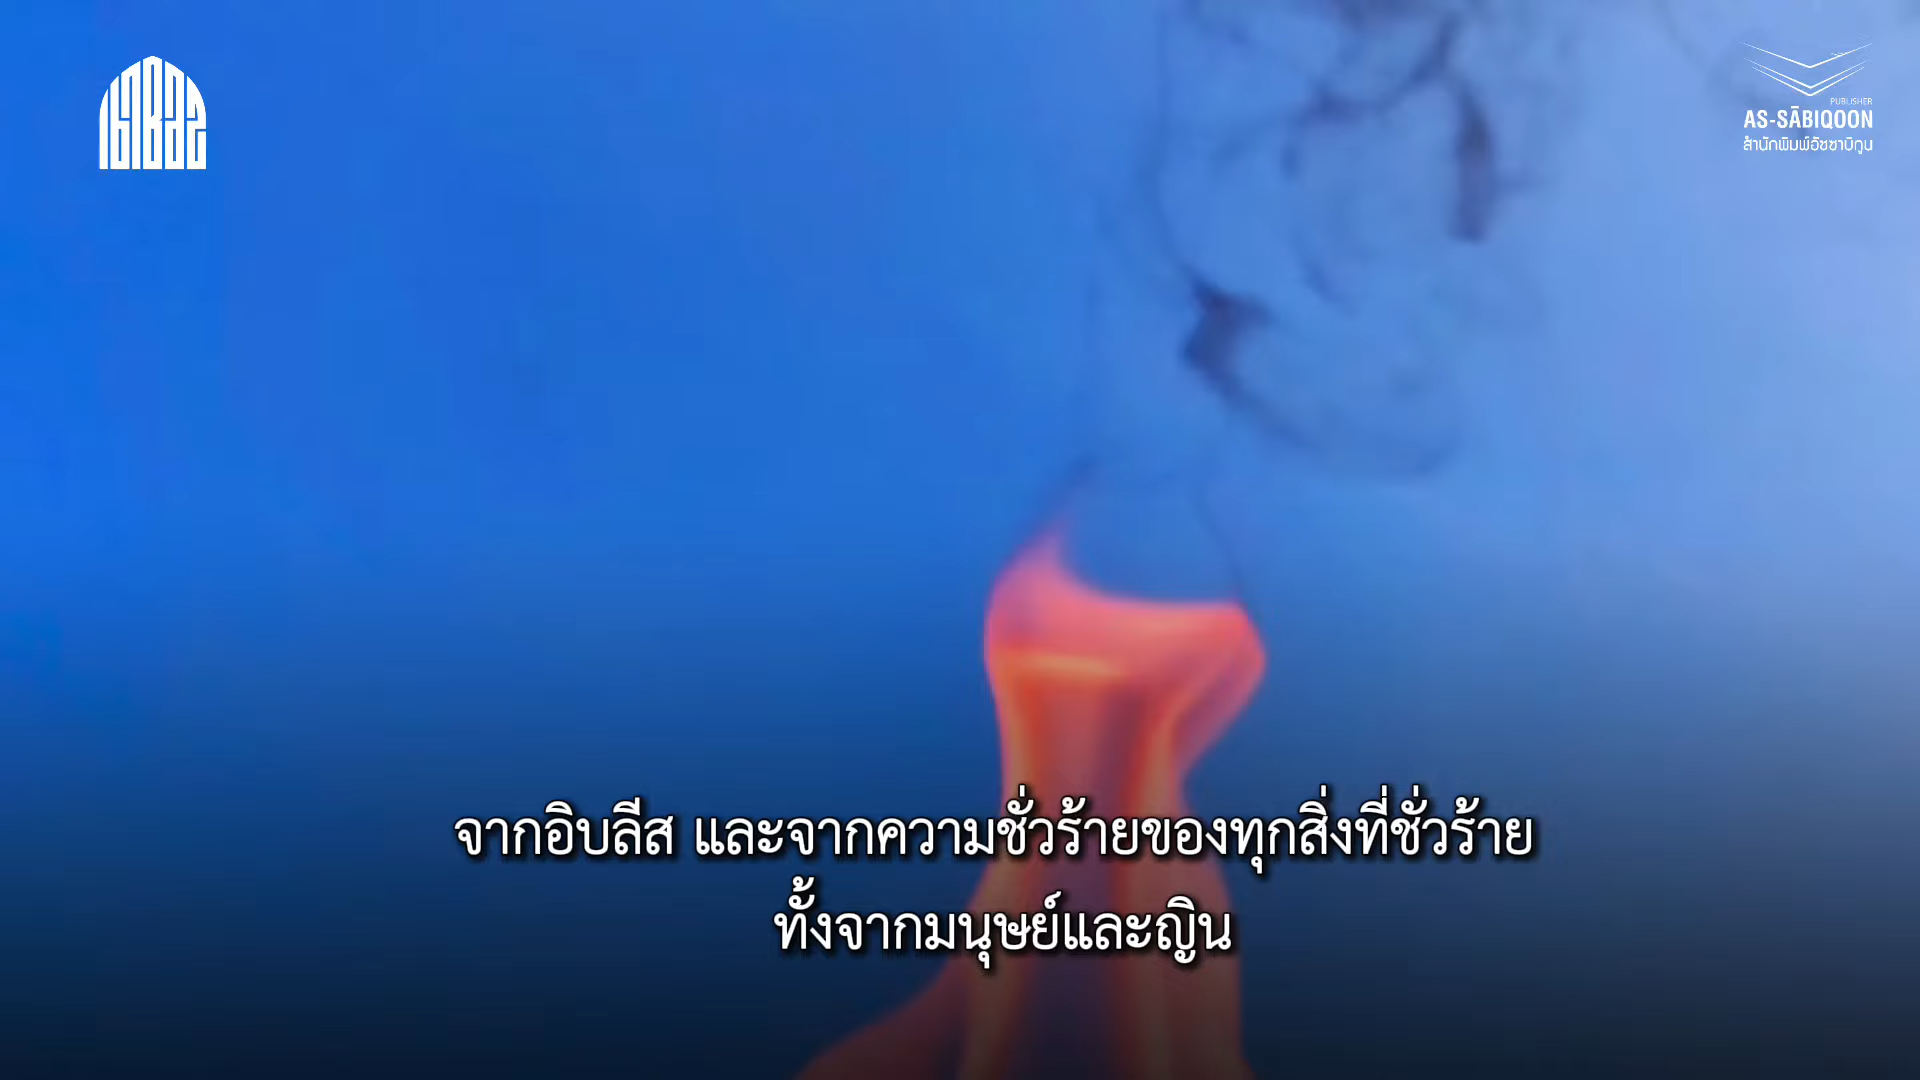 PUBLISHER
AS-SĀBIQOON
สำนักพิมพ์อัซซาบิกูน
จากอิบลีส และจากความชั่วร้ายของทุกสิ่งที่ชั่วร้าย
ทั้งจากมนุษย์และญิน